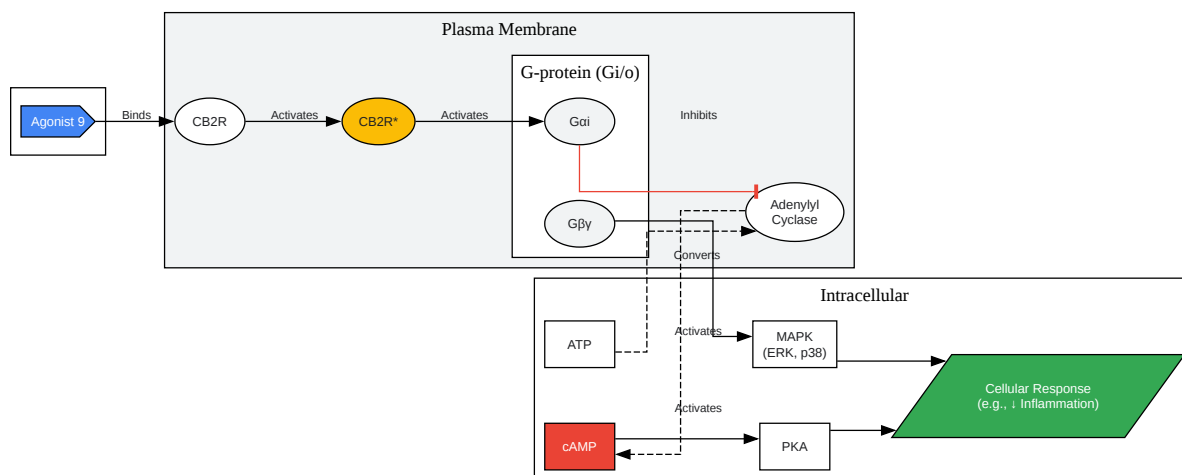 Plasma Membrane
G-protein (Gi/o)
Agonist 9
Binds
CB2R
Activates
CB2R*
Activates
Gαi
Inhibits
Adenylyl
Cyclase
Gβγ
Converts
Intracellular
ATP
Activates
MAPK
(ERK, p38)
Cellular Response
(e.g., ↓ Inflammation)
Activates
cAMP
PKA